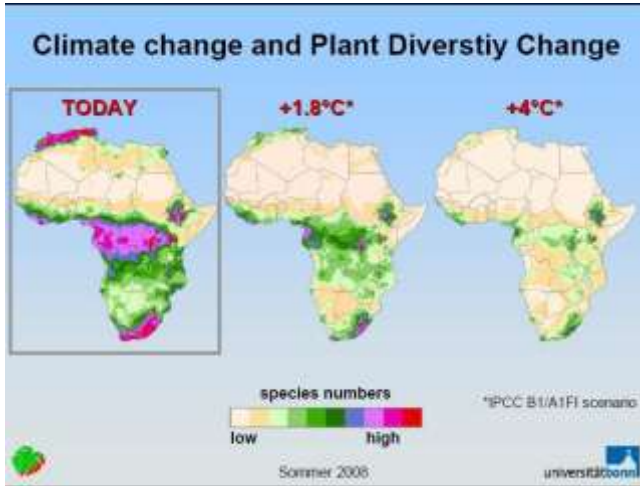 Climate change and Plant Diverstiy Change
TODAY
+1.8°C*
+4°C*
species numbers
low
high
*IPCC B1/A1FI scenario
Sommer 2008
universitätbonn